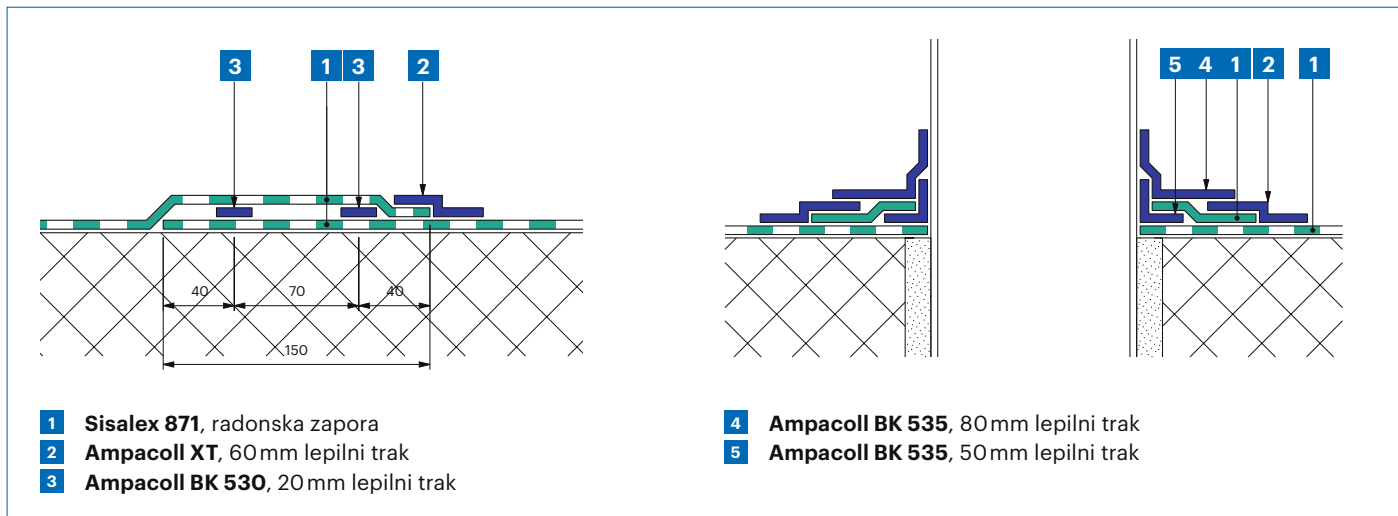 3 1 3 2
5 4 1 2 1
40 70 40
150
1 Sisalex 871, radonska zapora
2 Ampacoll XT, 60 mm lepilni trak
3 Ampacoll BK 530, 20 mm lepilni trak
4 Ampacoll BK 535, 80 mm lepilni trak
5 Ampacoll BK 535, 50 mm lepilni trak